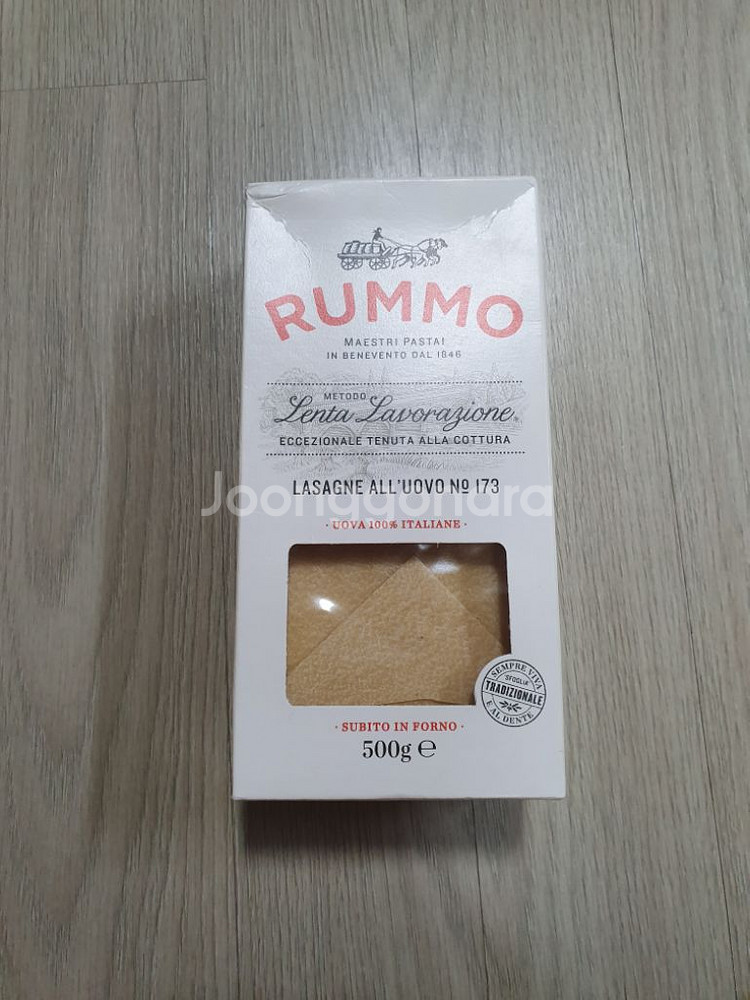 RUMMO
MAESTRI PASTAI
IN BENEVENTO DAL 1846
METODO
Lenta Lavorazione
ECCEZIONALE TENUTA ALLA COTTURA
LASAGNE ALL'UOVO Nº 173
Joonggonara
· UOVA 100% ITALIANE ·
SEMPRE VIVA
SFOGLIA
TRADIZIONALE
E AL DENTE
· SUBITO IN FORNO ·
500g ℮